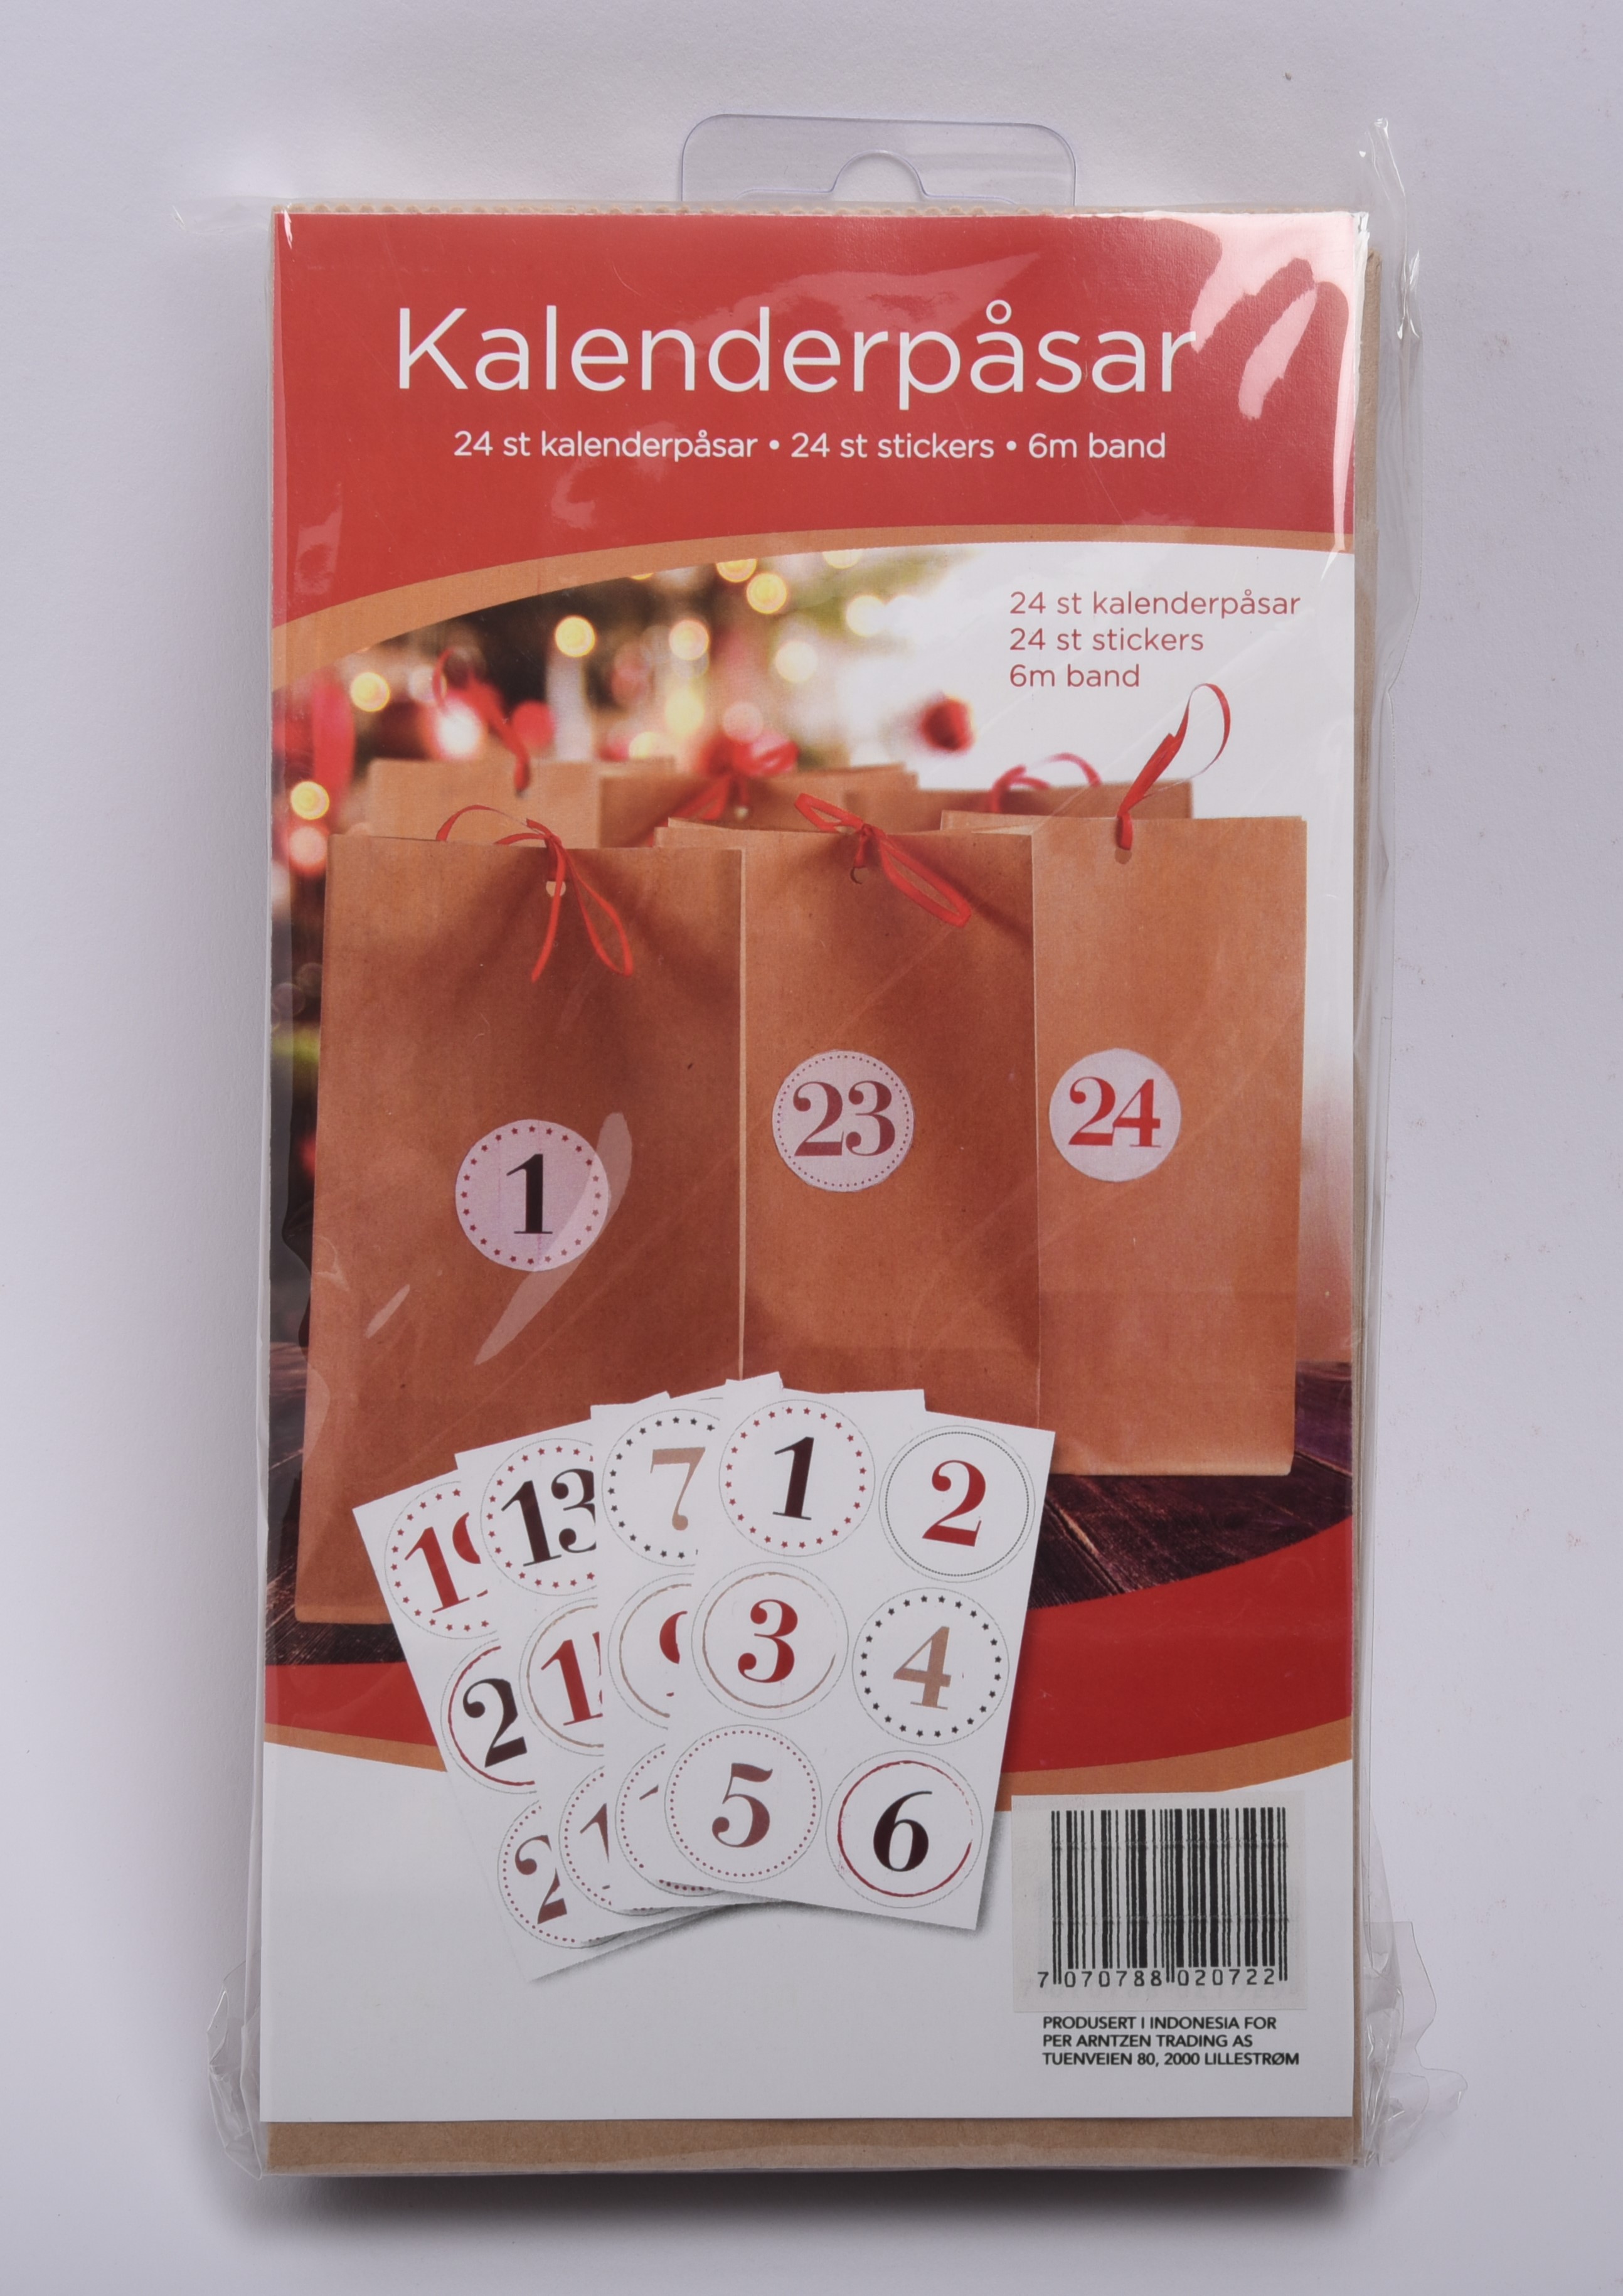 Kalenderpåsar
24 st kalenderpåsar • 24 st stickers • 6m band
24 st kalenderpåsar
24 st stickers
6m band
1
23
24
13
7
1
2
3
4
5
6
7 070788 020722
PRODUSERT I INDONESIA FOR
PER ARNTZEN TRADING AS
TUENVEIEN 80, 2000 LILLESTRØM